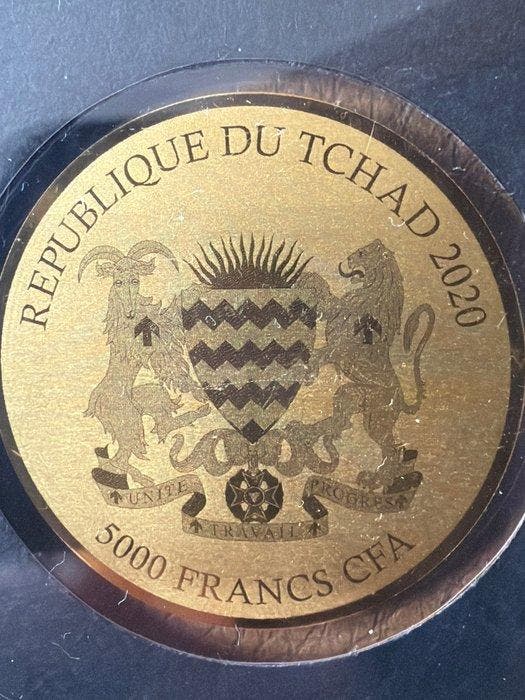 REPUBLIQUE DU TCHAD 2020
UNITE TRAVAIL PROGRES
5000 FRANCS CFA